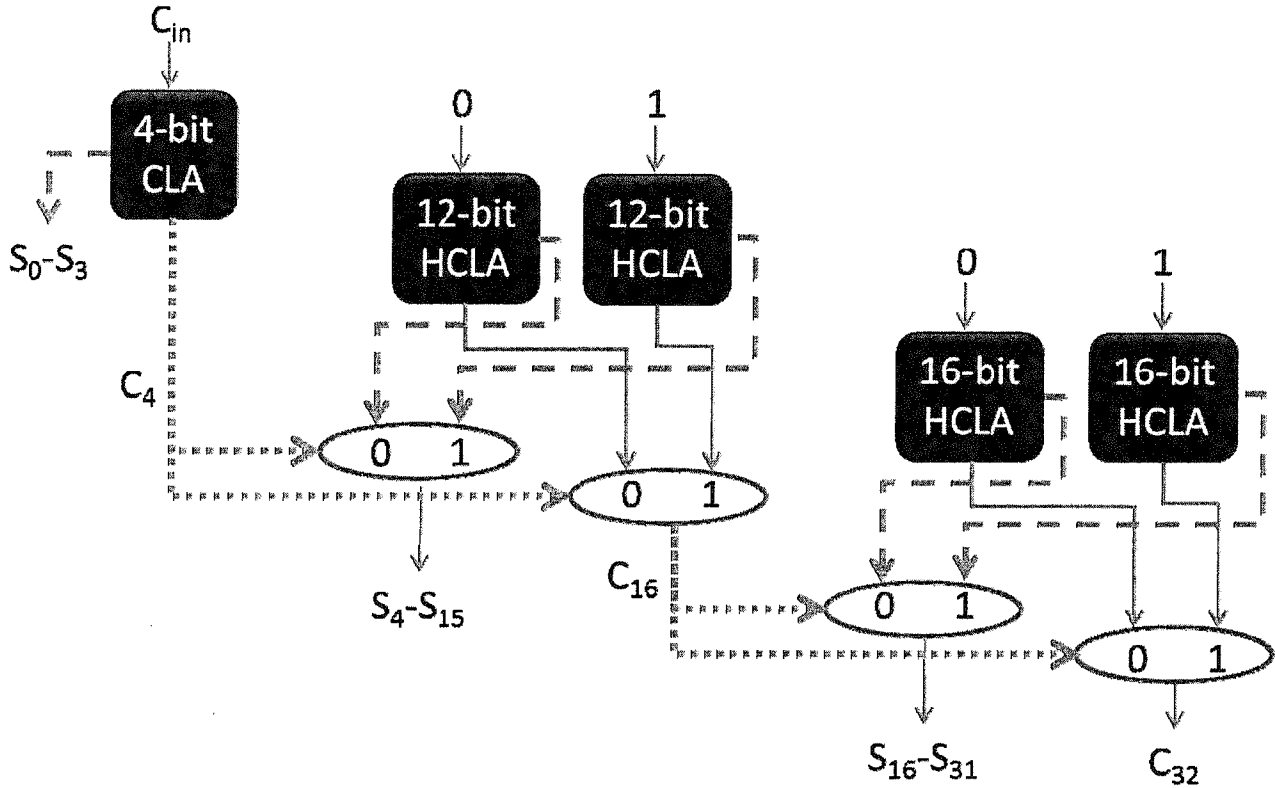 C_in
4-bit
CLA
S_0-S_3
0
1
12-bit
HCLA
12-bit
HCLA
0
1
16-bit
HCLA
16-bit
HCLA
C_4
0 1
0 1
S_4-S_15
C_16
0 1
0 1
S_16-S_31
C_32